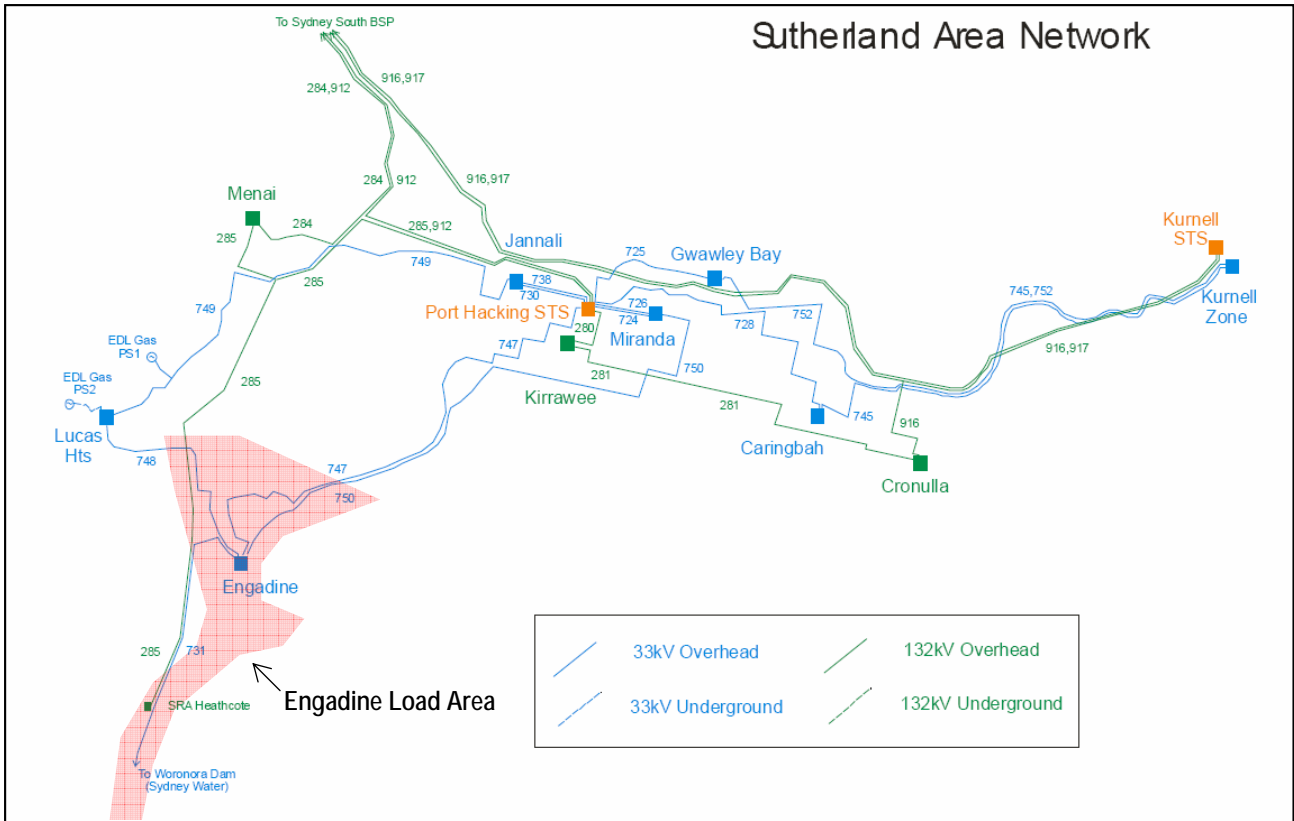 To Sydney South BSP
Sutherland Area Network
916,917
284,912
284
912
916,917
Menai
284
285
285,912
Jannali
725
Gwawley Bay
Kurnell
STS
749
285
738
730
726
724
Port Hacking STS
Miranda
728
752
745,752
Kurnell
Zone
749
EDL Gas
PS1
280
747
916,917
EDL Gas
PS2
285
281
750
Kirrawee
281
745
916
Lucas
Hts
Caringbah
748
747
Cronulla
750
Engadine
285
731
33kV Overhead
132kV Overhead
SRA Heathcote
Engadine Load Area
33kV Underground
132kV Underground
To Woronora Dam
(Sydney Water)